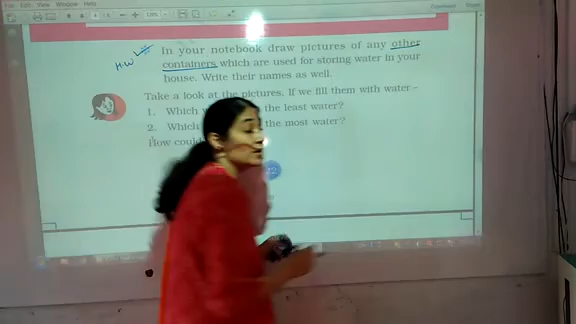 File Edit View Window Help
H.W
In your notebook draw pictures of any other
containers which are used for storing water in your
house. Write their names as well.
Take a look at the pictures. If we fill them with water –
1. Which the least water?
2. Which the most water?
How could